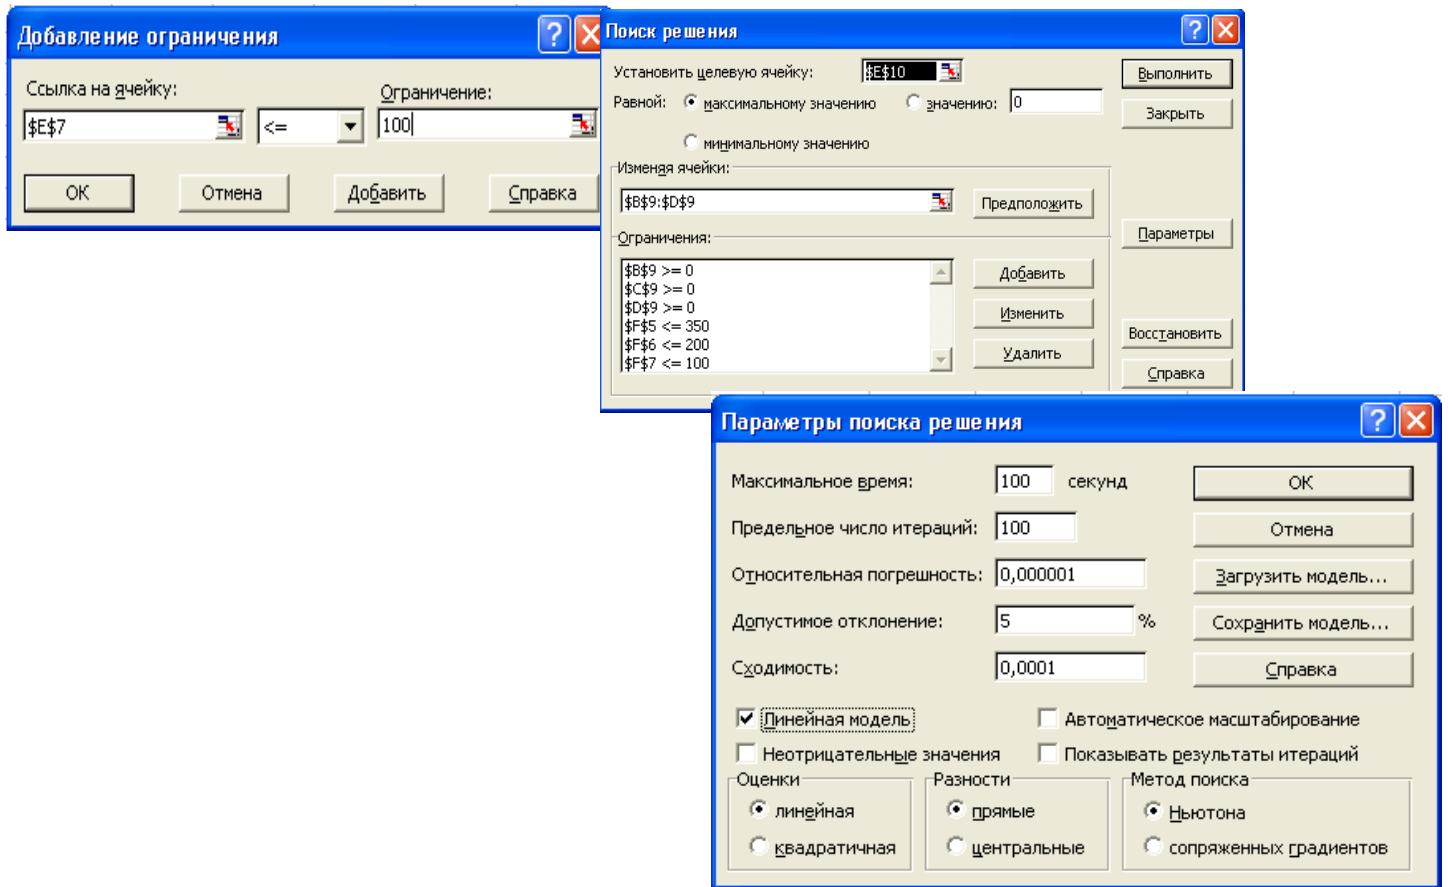 Добавление ограничения
Ссылка на ячейку:
Ограничение:
$E$7
<=
100
ОК
Отмена
Добавить
Справка
Поиск решения
Установить целевую ячейку:
$E$10
Равной:
максимальному значению
значению:
0
минимальному значению
Изменяя ячейки:
$B$9:$D$9
Предположить
Ограничения:
$B$9 >= 0
$C$9 >= 0
$D$9 >= 0
$F$5 <= 350
$F$6 <= 200
$F$7 <= 100
Добавить
Изменить
Удалить
Выполнить
Закрыть
Параметры
Восстановить
Справка
Параметры поиска решения
Максимальное время:
100
секунд
Предельное число итераций:
100
Относительная погрешность:
0,000001
Допустимое отклонение:
5
%
Сходимость:
0,0001
ОК
Отмена
Загрузить модель...
Сохранить модель...
Справка
Линейная модель
Автоматическое масштабирование
Неотрицательные значения
Показывать результаты итераций
Оценки
линейная
квадратичная
Разности
прямые
центральные
Метод поиска
Ньютона
сопряженных градиентов